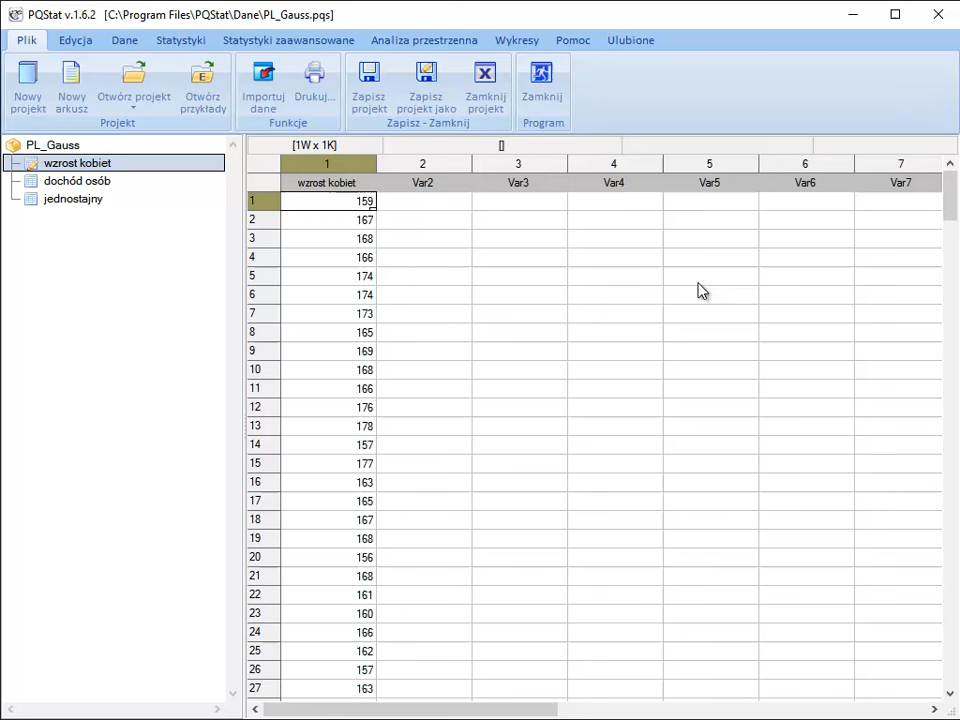 PQStat v.1.6.2 [C:\Program Files\PQStat\Dane\PL_Gauss.pqs]
Plik Edycja Dane Statystyki Statystyki zaawansowane Analiza przestrzenna Wykresy Pomoc Ulubione
Nowy projekt
Nowy arkusz
Otwórz projekt
Otwórz przykłady
Importuj dane
Drukuj...
Zapisz projekt
Zapisz projekt jako
Zamknij projekt
Zamknij
Projekt Funkcje Zapisz - Zamknij Program
PL_Gauss
wzrost kobiet
dochód osób
jednostajny
[1W x 1K] []
1 2 3 4 5 6 7
wzrost kobiet Var2 Var3 Var4 Var5 Var6 Var7
1 159
2 167
3 168
4 166
5 174
6 174
7 173
8 165
9 169
10 168
11 166
12 176
13 178
14 157
15 177
16 163
17 165
18 167
19 168
20 156
21 168
22 161
23 160
24 166
25 162
26 157
27 163